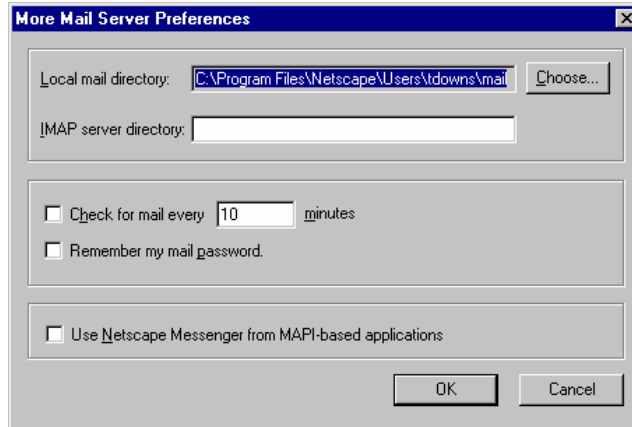 More Mail Server Preferences
Local mail directory: C:\Program Files\Netscape\Users\tdowns\mail Choose...
IMAP server directory:
Check for mail every 10 minutes
Remember my mail password.
Use Netscape Messenger from MAPI-based applications
OK Cancel